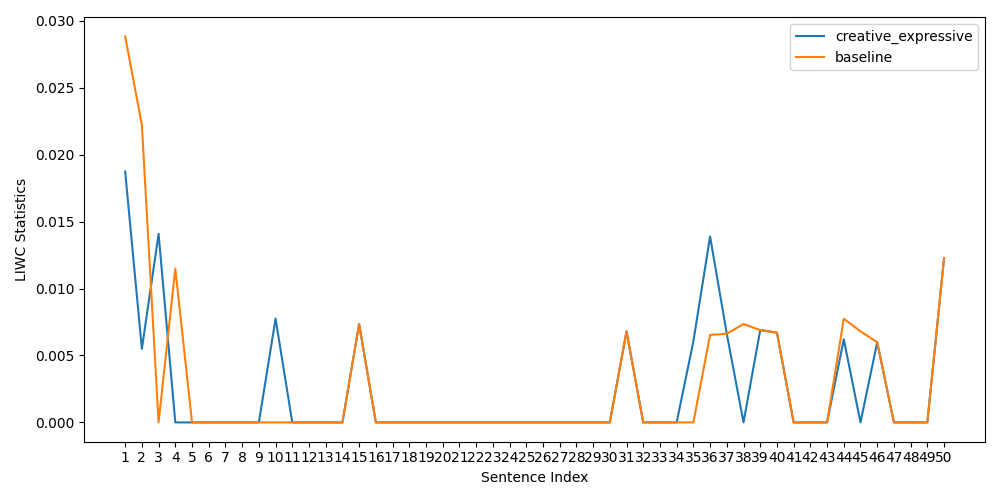 0.030
creative_expressive
baseline
0.025
0.020
0.015
0.010
0.005
0.000
LIWC Statistics
1 2 3 4 5 6 7 8 9 10 11 12 13 14 15 16 17 18 19 20 21 22 23 24 25 26 27 28 29 30 31 32 33 34 35 36 37 38 39 40 41 42 43 44 45 46 47 48 49 50
Sentence Index